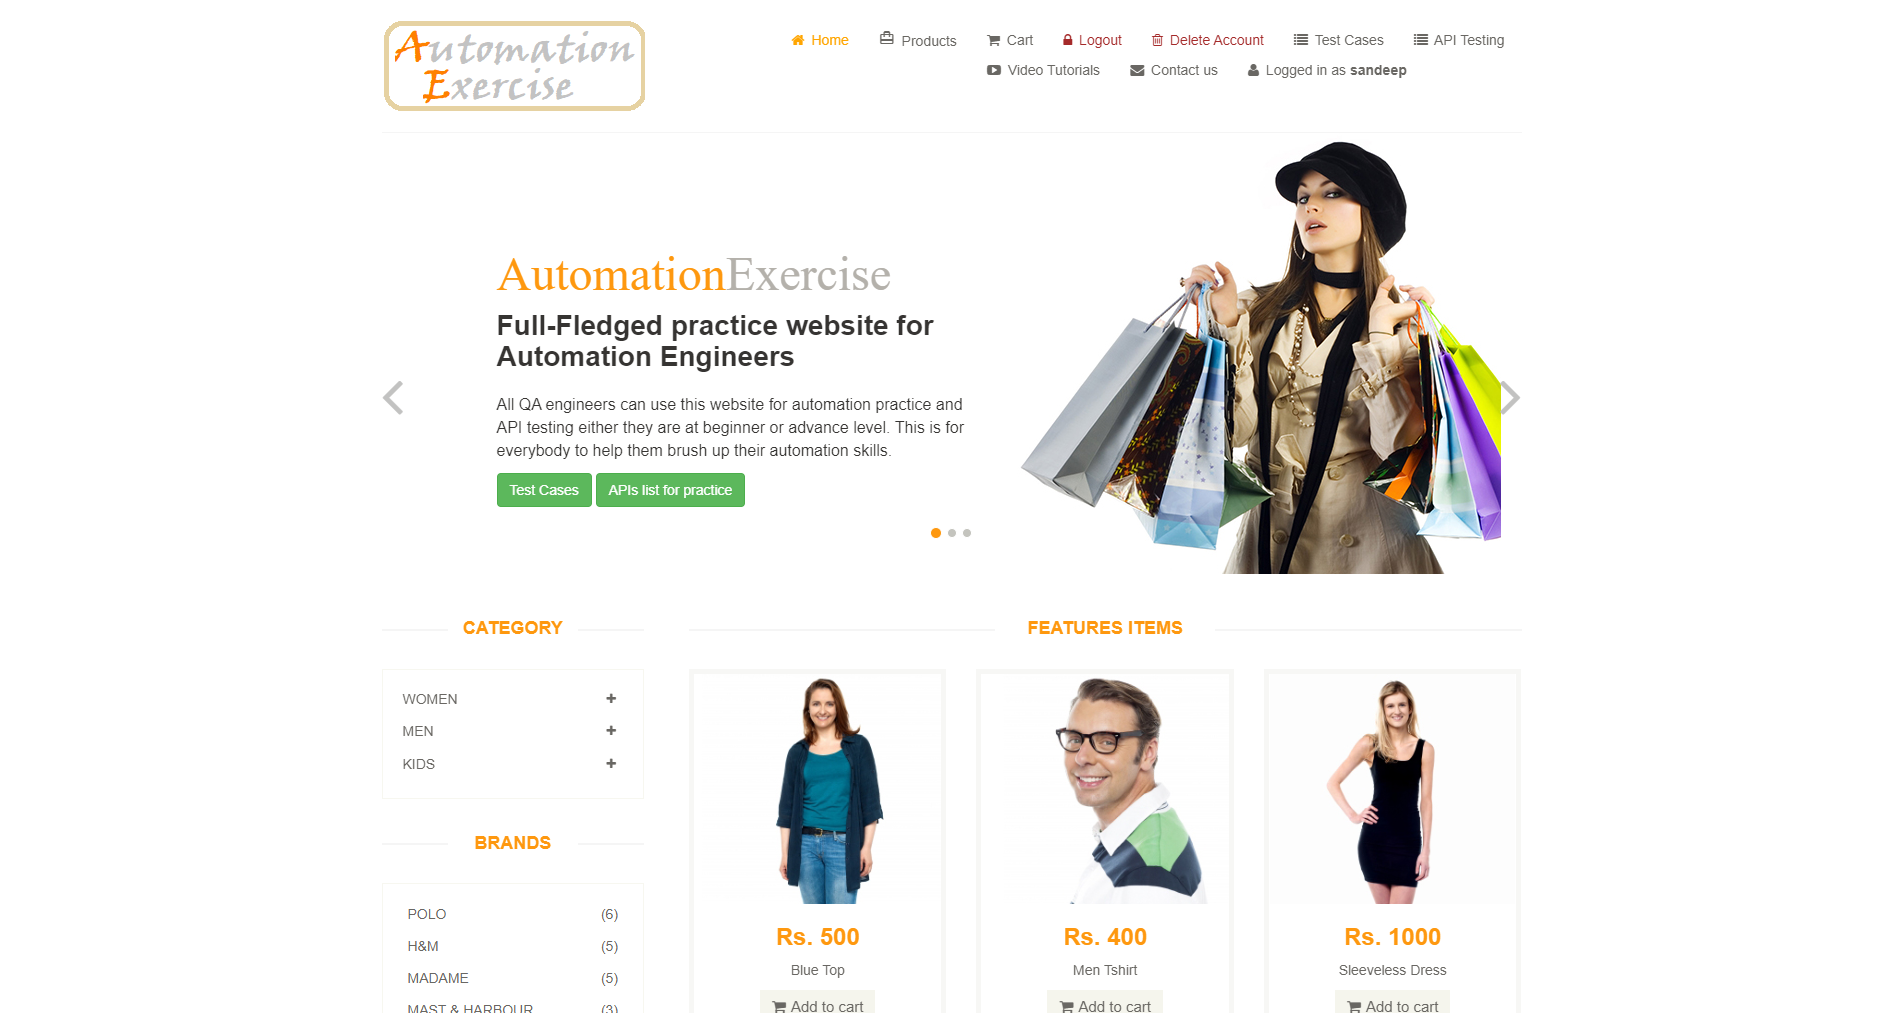 Automation
Exercise
Home Products Cart Logout Delete Account Test Cases API Testing
Video Tutorials Contact us Logged in as sandeep
AutomationExercise
Full-Fledged practice website for
Automation Engineers
All QA engineers can use this website for automation practice and
API testing either they are at beginner or advance level. This is for
everybody to help them brush up their automation skills.
Test Cases APIs list for practice
CATEGORY
WOMEN
MEN
KIDS
BRANDS
POLO (6)
H&M (5)
MADAME (5)
MAST & HARBOUR (3)
FEATURES ITEMS
Rs. 500
Blue Top
Add to cart
Rs. 400
Men Tshirt
Add to cart
Rs. 1000
Sleeveless Dress
Add to cart